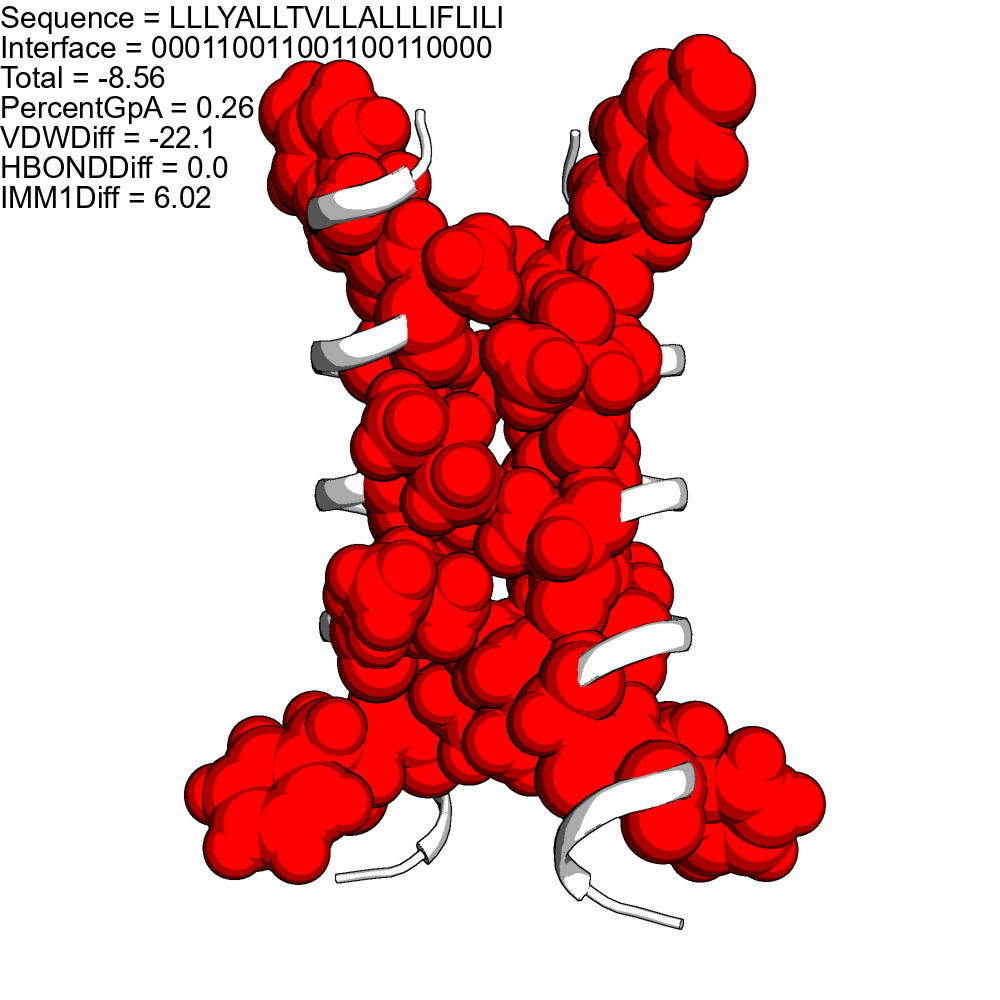 Sequence = LLLYALLTVLLALLLIFLILI
Interface = 000110011001100110000
Total = -8.56
PercentGpA = 0.26
VDWDiff = -22.1
HBONDDiff = 0.0
IMM1Diff = 6.02